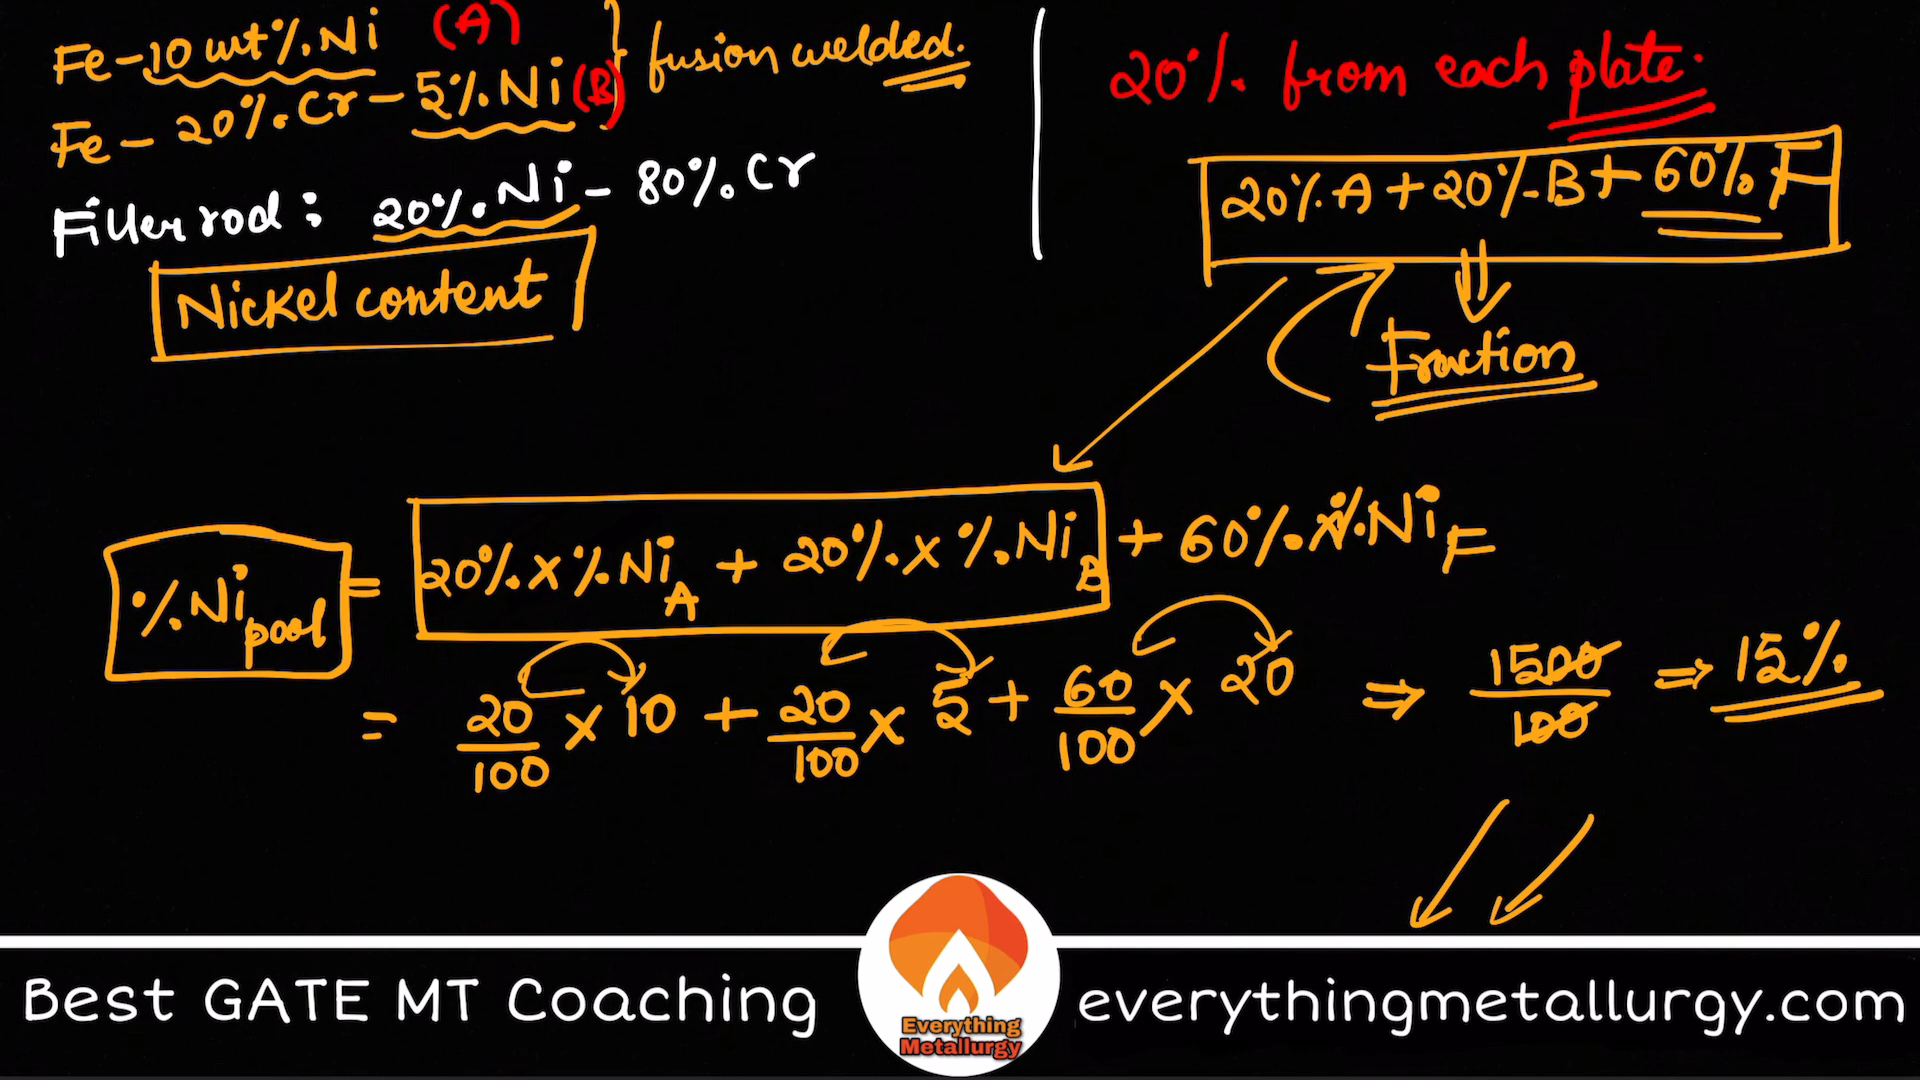 Fe-10 wt% Ni (A)
Fe - 20%.Cr - 5%.Ni (B) } fusion welded.
Filler rod : 20%.Ni - 80%.Cr
Nickel content
20%. from each plate.
20%.A + 20%.B + 60%.F
Fraction
%.Ni pool = 20%.x%.Ni A + 20%.x%.Ni B + 60%.x%.Ni F
= 20/100 x 10 + 20/100 x 5 + 60/100 x 20 ⇒ 1500/100 ⇒ 15%
Best GATE MT Coaching
Everything
Metallurgy
everythingmetallurgy.com